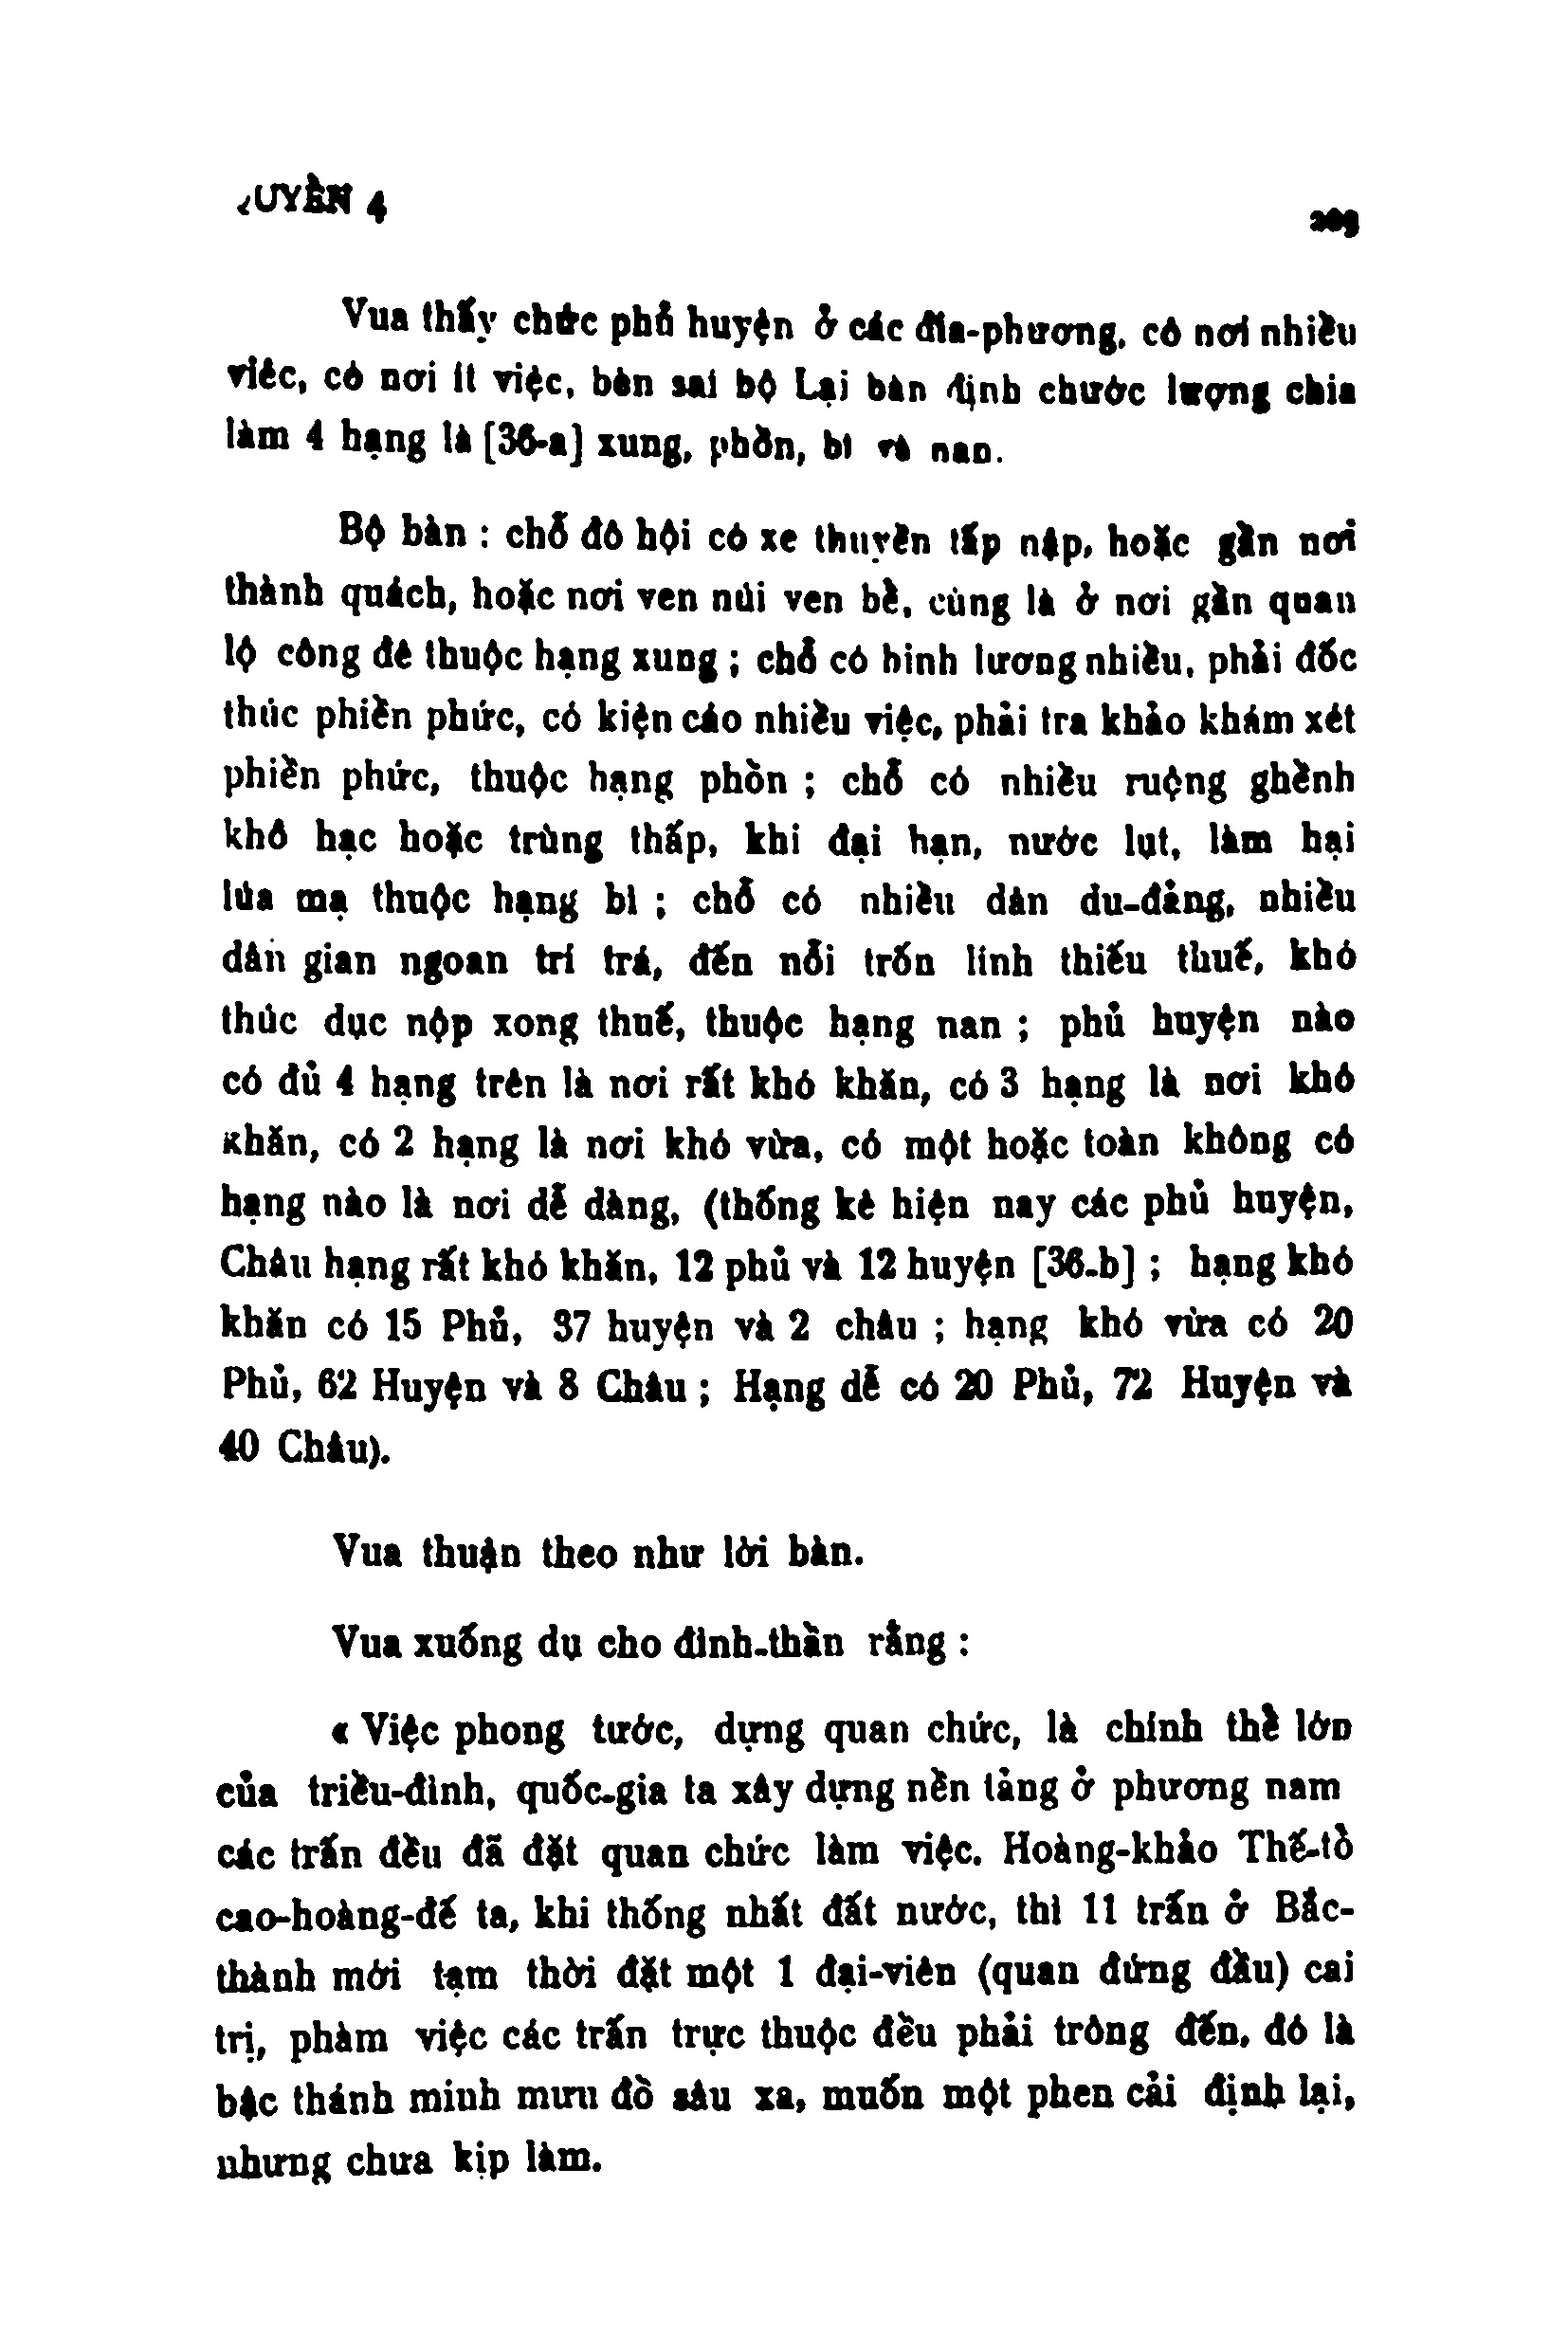 QUYỂN 4
Vua thấy chức phủ huyện ở các địa-phương, có nơi nhiều
việc, có nơi ít việc, bèn sai bộ Lại bàn định chước lượng chia
làm 4 hạng là [36-a] xung, phồn, bì và nan.
Bộ bàn : chỗ đô hội có xe thuyền tấp nập, hoặc gần nơi
thành quách, hoặc nơi ven núi ven bể, cùng là ở nơi gần quan
lộ công đê thuộc hạng xung ; chỗ có binh lương nhiều, phải đốc
thúc phiền phức, có kiện cáo nhiều việc, phải tra khảo khám xét
phiền phức, thuộc hạng phồn ; chỗ có nhiều ruộng ghềnh
khô hạc hoặc trũng thấp, khi đại hạn, nước lụt, làm hại
lúa mạ thuộc hạng bì ; chỗ có nhiều dân du-đãng, nhiều
dân gian ngoan trí trá, đến nỗi trốn lính thiếu thuế, khó
thúc dục nộp xong thuế, thuộc hạng nan ; phủ huyện nào
có đủ 4 hạng trên là nơi rất khó khăn, có 3 hạng là nơi khó
khăn, có 2 hạng là nơi khó vừa, có một hoặc toàn không có
hạng nào là nơi dễ dàng, (thống kê hiện nay các phủ huyện,
Châu hạng rất khó khăn, 12 phủ và 12 huyện [36-b] ; hạng khó
khăn có 15 Phủ, 37 huyện và 2 châu ; hạng khó vừa có 20
Phủ, 62 Huyện và 8 Châu ; Hạng dễ có 20 Phủ, 72 Huyện và
40 Châu).
Vua thuận theo như lời bàn.
Vua xuống dụ cho đình-thần rằng :
« Việc phong tước, dựng quan chức, là chính thể lớn
của triều-đình, quốc-gia ta xây dựng nền tảng ở phương nam
các trấn đều đã đặt quan chức làm việc. Hoàng-khảo Thế-tổ
cao-hoàng-đế ta, khi thống nhất đất nước, thì 11 trấn ở Bắc-
thành mới tạm thời đặt một 1 đại-viên (quan đứng đầu) cai
trị, phàm việc các trấn trực thuộc đều phải trông đến, đó là
bậc thánh minh mưu đồ sâu xa, muốn một phen cải định lại,
nhưng chưa kịp làm.